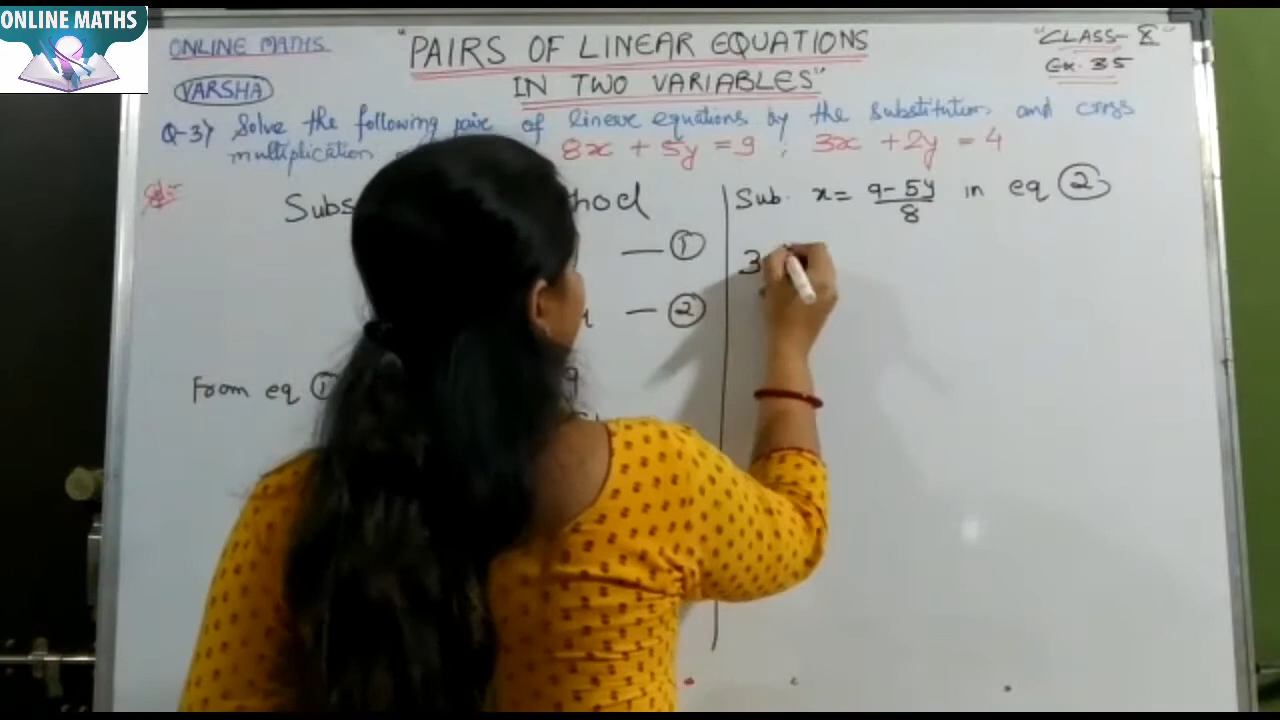 ONLINE MATHS
ONLINE MATHS
"PAIRS OF LINEAR EQUATIONS
IN TWO VARIABLES"
"CLASS- X"
Ex. 3.5
VARSHA
Q-3) Solve the following pair of linear equations by the substitution and cross
multiplication 8x + 5y = 9 ; 3x + 2y = 4
Sol:-
Subs hod
— ①
— ②
From eq ①
Sub. x = 9 - 5y / 8 in eq ②
3